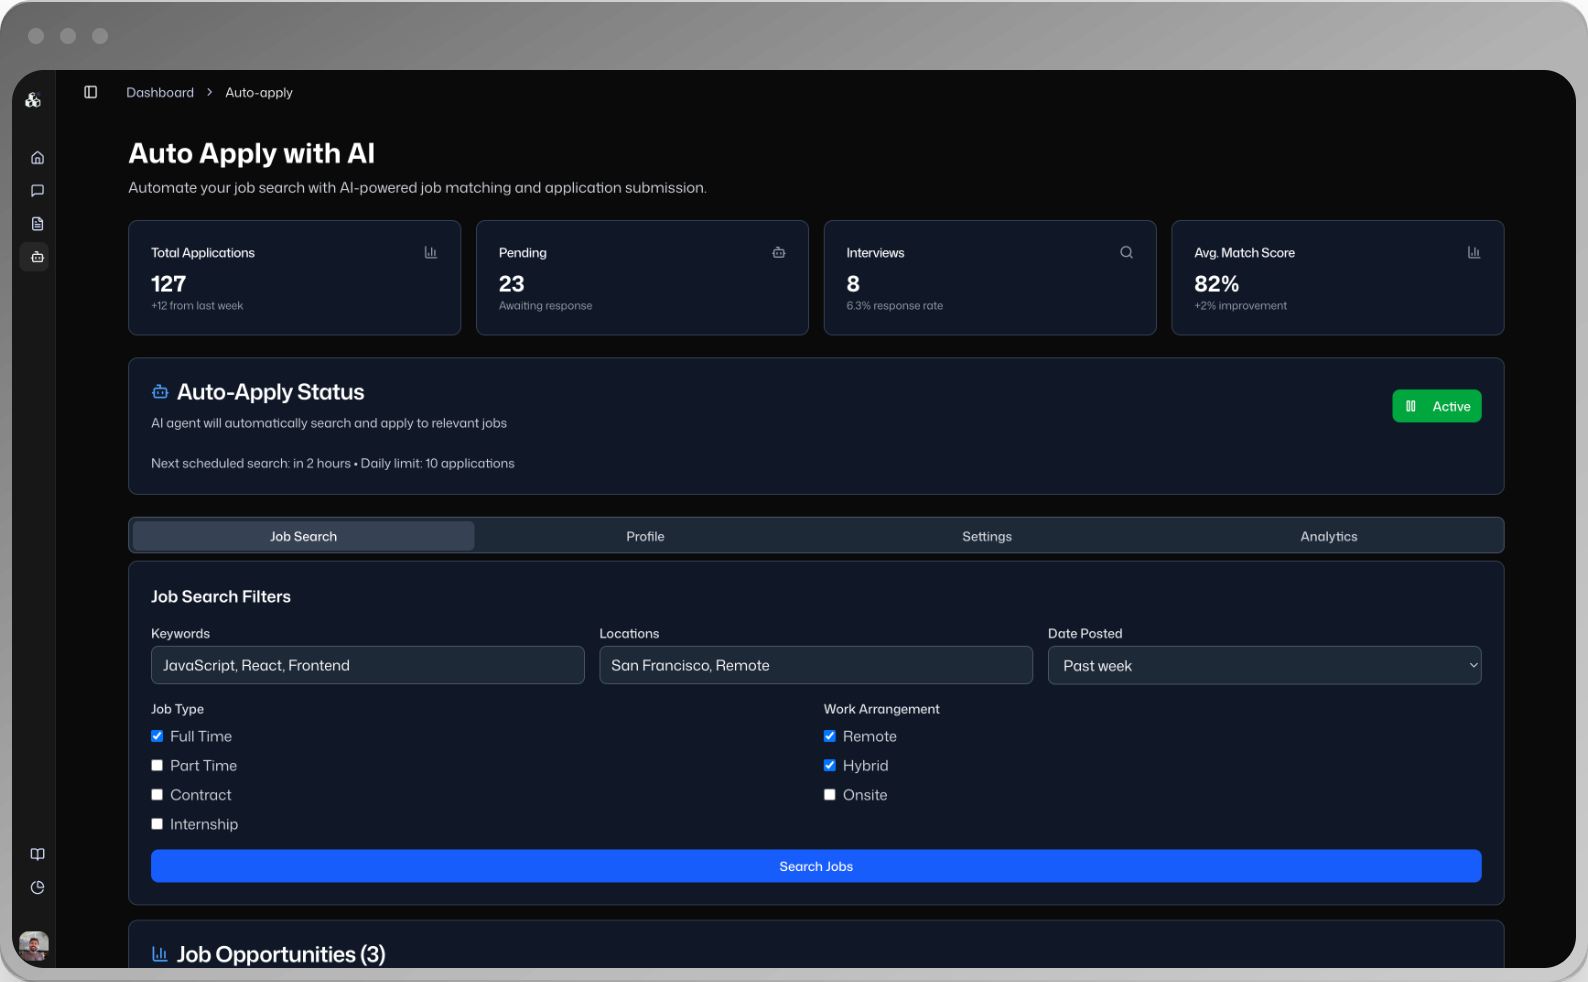 Dashboard > Auto-apply
Auto Apply with AI
Automate your job search with AI-powered job matching and application submission.
Total Applications
127
+12 from last week
Pending
23
Awaiting response
Interviews
8
6.3% response rate
Avg. Match Score
82%
+2% improvement
Auto-Apply Status
AI agent will automatically search and apply to relevant jobs
Next scheduled search: in 2 hours • Daily limit: 10 applications
Active
Job Search
Profile
Settings
Analytics
Job Search Filters
Keywords
JavaScript, React, Frontend
Locations
San Francisco, Remote
Date Posted
Past week
Job Type
Full Time
Part Time
Contract
Internship
Work Arrangement
Remote
Hybrid
Onsite
Search Jobs
Job Opportunities (3)